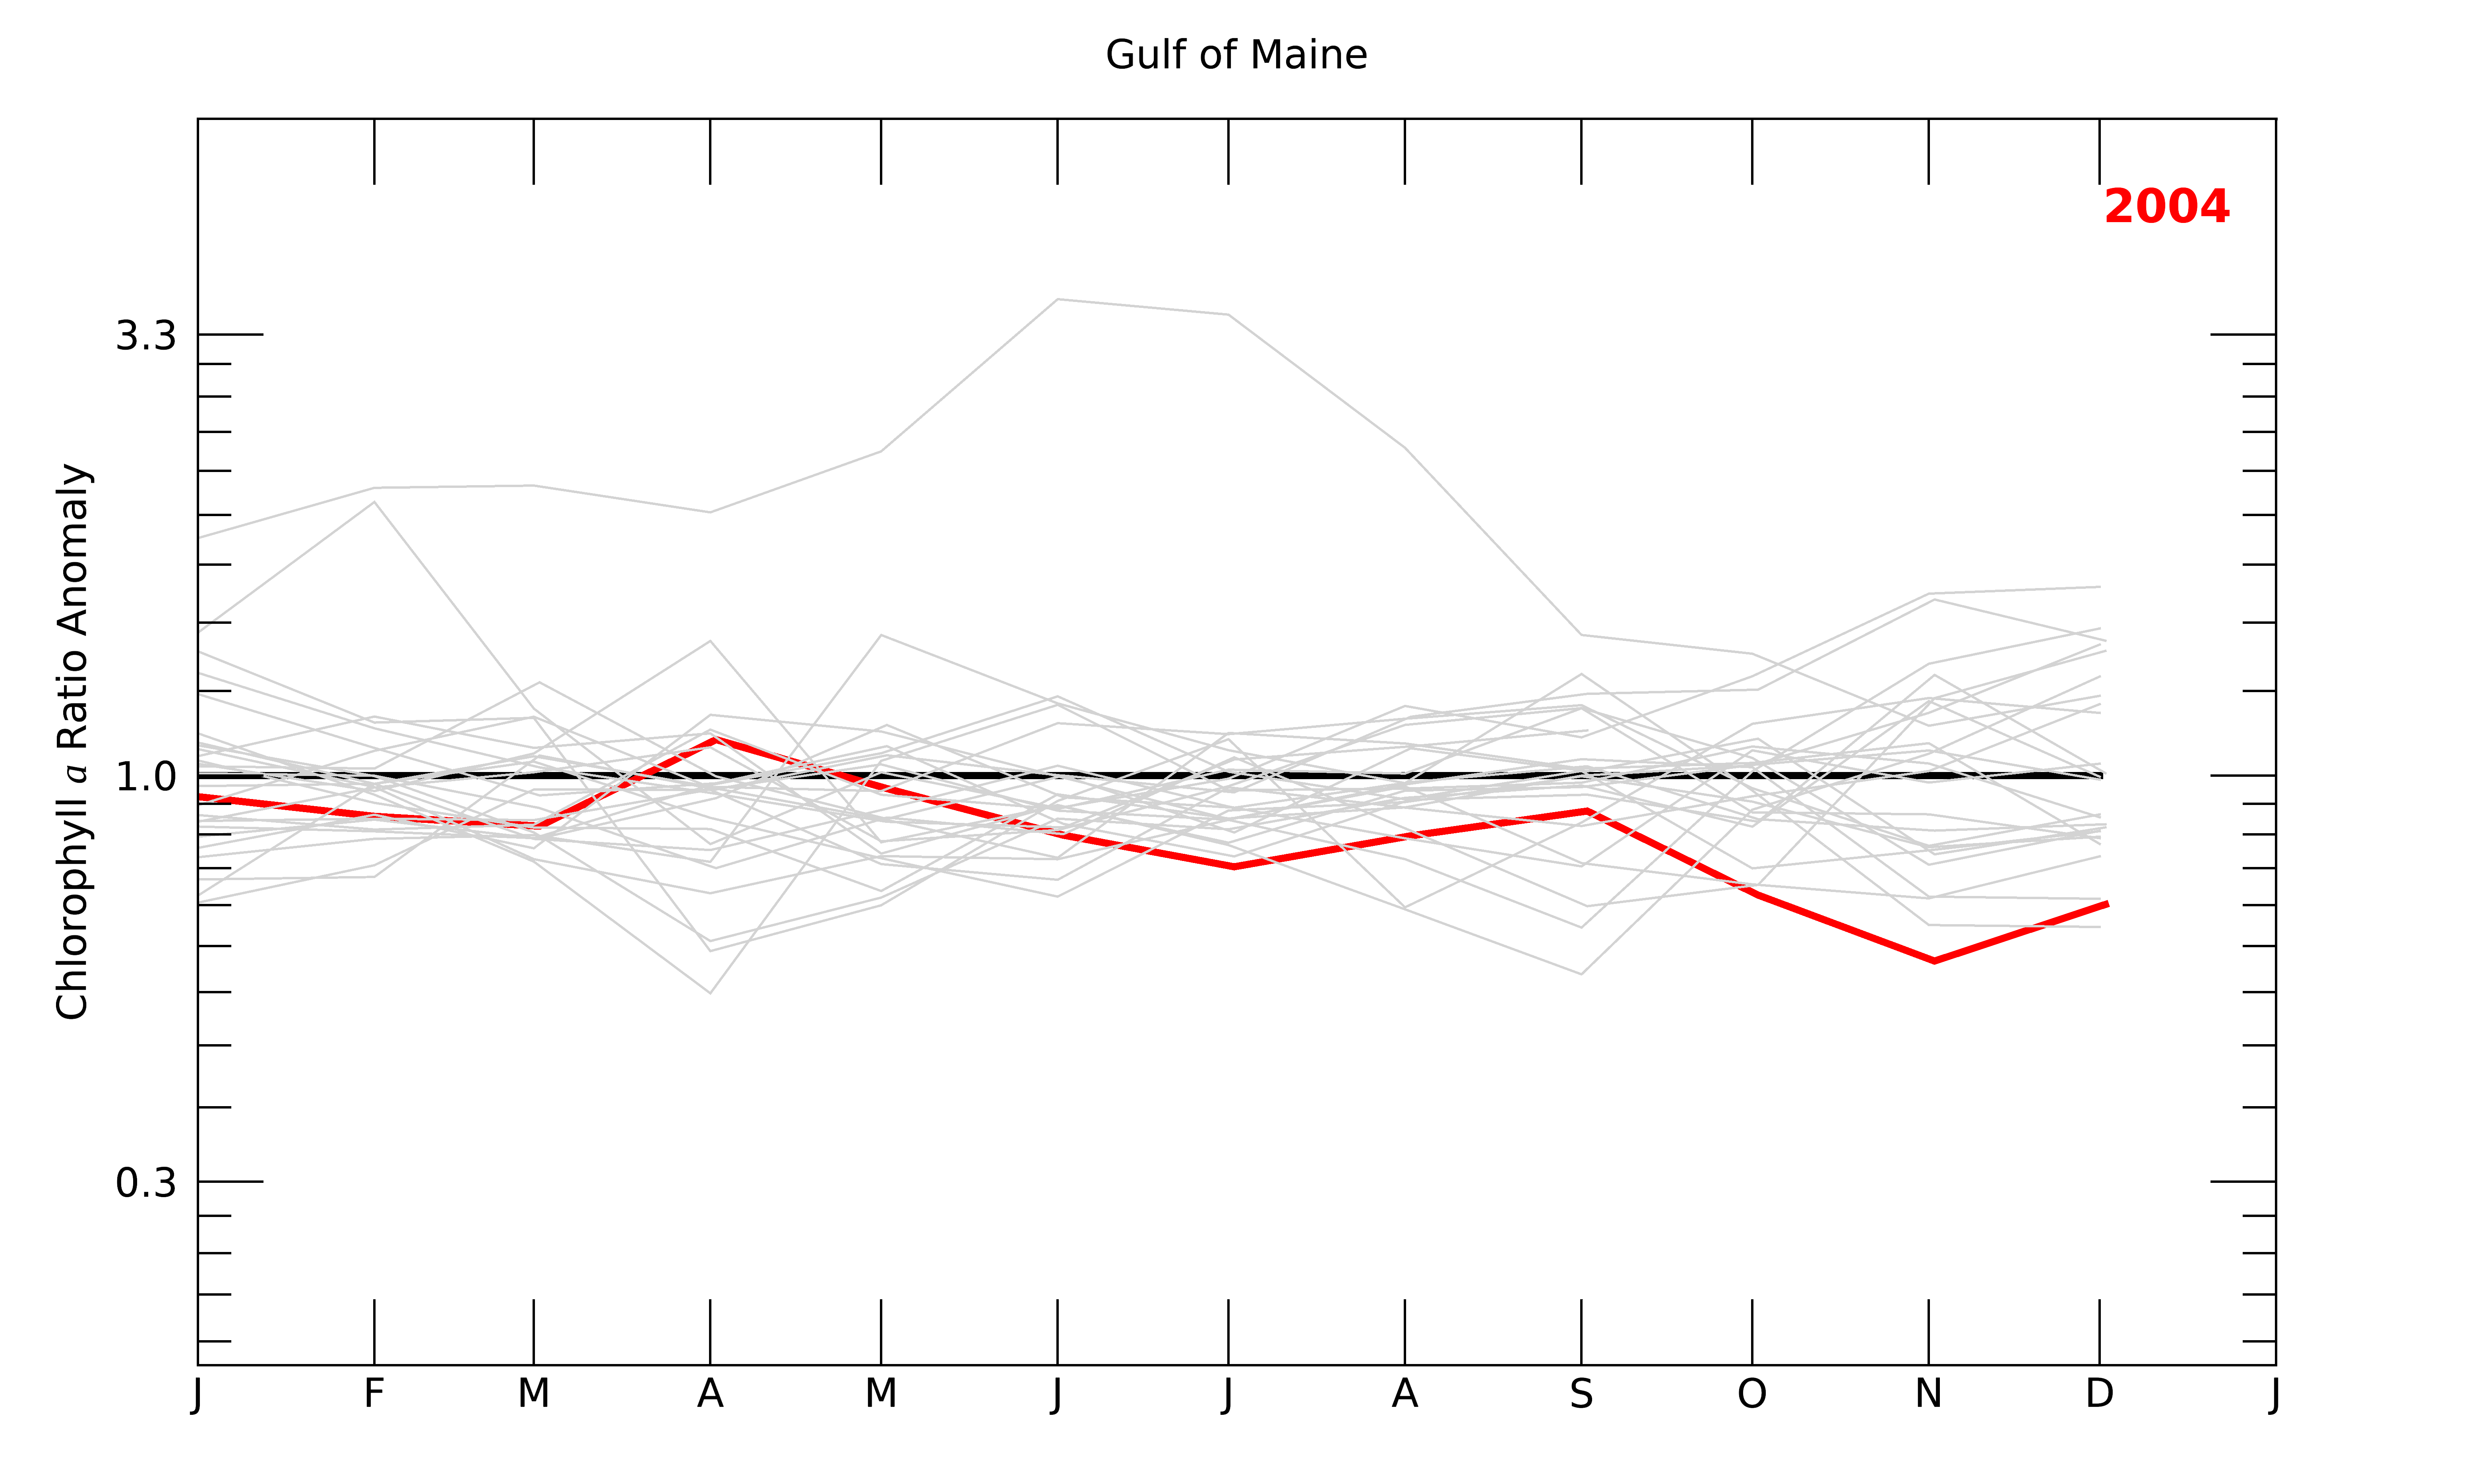 Gulf of Maine
2004
3.3
1.0
0.3
Chlorophyll a Ratio Anomaly
J F M A M J J A S O N D J